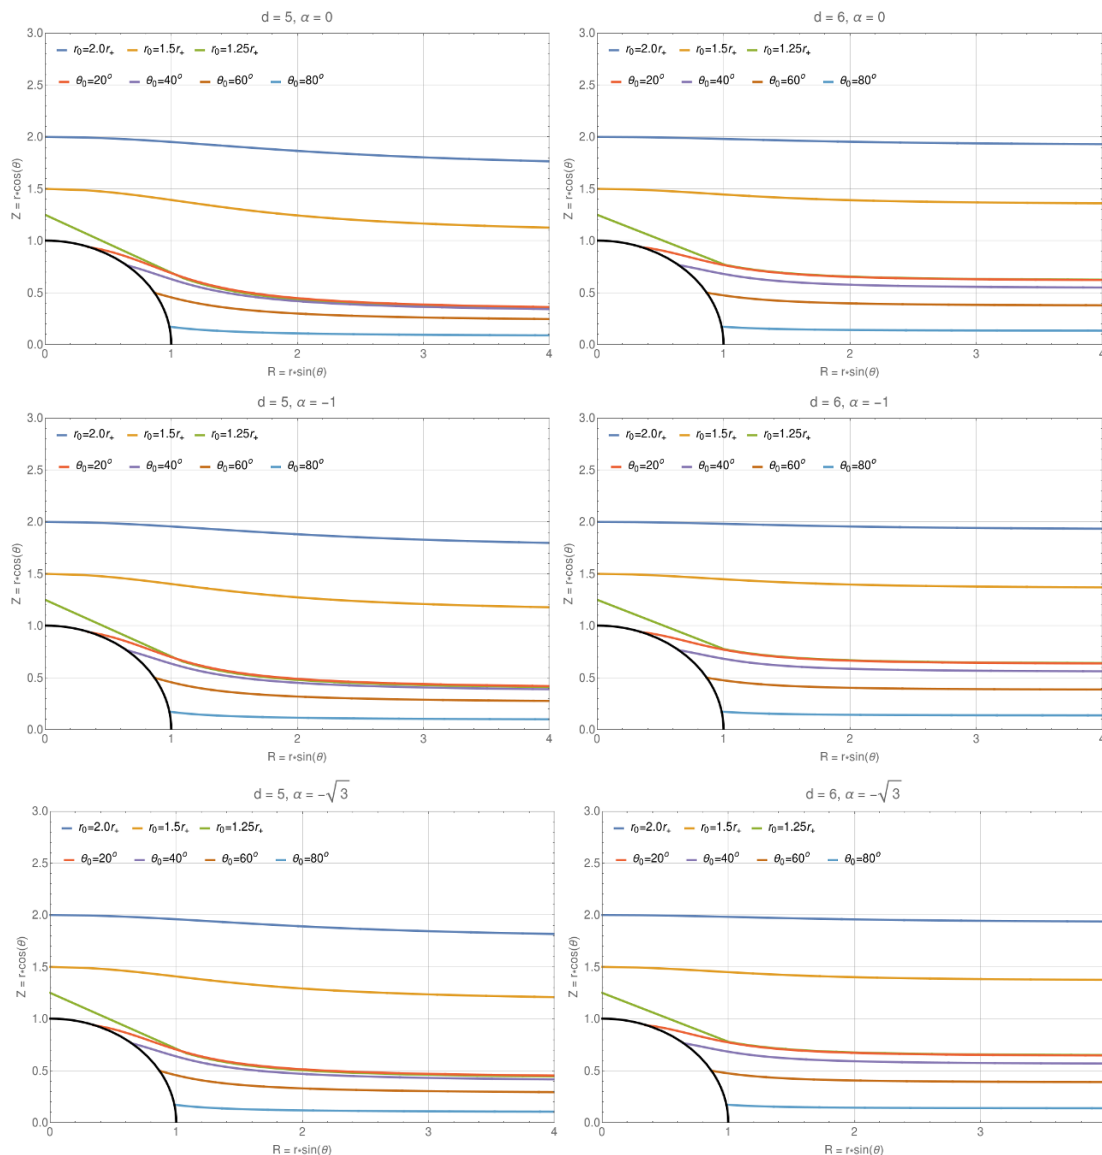 d = 5, α = 0
r₀=2.0r₊ r₀=1.5r₊ r₀=1.25r₊
θ₀=20° θ₀=40° θ₀=60° θ₀=80°
Z = r*cos(θ)
3.0
2.5
2.0
1.5
1.0
0.5
0.0
0 1 2 3 4
R = r*sin(θ)
d = 6, α = 0
r₀=2.0r₊ r₀=1.5r₊ r₀=1.25r₊
θ₀=20° θ₀=40° θ₀=60° θ₀=80°
Z = r*cos(θ)
3.0
2.5
2.0
1.5
1.0
0.5
0.0
0 1 2 3 4
R = r*sin(θ)
d = 5, α = −1
r₀=2.0r₊ r₀=1.5r₊ r₀=1.25r₊
θ₀=20° θ₀=40° θ₀=60° θ₀=80°
Z = r*cos(θ)
3.0
2.5
2.0
1.5
1.0
0.5
0.0
0 1 2 3 4
R = r*sin(θ)
d = 6, α = −1
r₀=2.0r₊ r₀=1.5r₊ r₀=1.25r₊
θ₀=20° θ₀=40° θ₀=60° θ₀=80°
Z = r*cos(θ)
3.0
2.5
2.0
1.5
1.0
0.5
0.0
0 1 2 3 4
R = r*sin(θ)
d = 5, α = −√3
r₀=2.0r₊ r₀=1.5r₊ r₀=1.25r₊
θ₀=20° θ₀=40° θ₀=60° θ₀=80°
Z = r*cos(θ)
3.0
2.5
2.0
1.5
1.0
0.5
0.0
0 1 2 3 4
R = r*sin(θ)
d = 6, α = −√3
r₀=2.0r₊ r₀=1.5r₊ r₀=1.25r₊
θ₀=20° θ₀=40° θ₀=60° θ₀=80°
Z = r*cos(θ)
3.0
2.5
2.0
1.5
1.0
0.5
0.0
0 1 2 3 4
R = r*sin(θ)